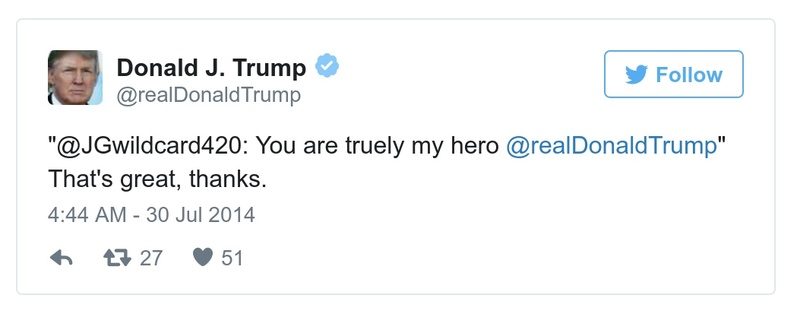 Donald J. Trump
@realDonaldTrump
Follow
"@JGwildcard420: You are truely my hero @realDonaldTrump"
That's great, thanks.
4:44 AM - 30 Jul 2014
27 51